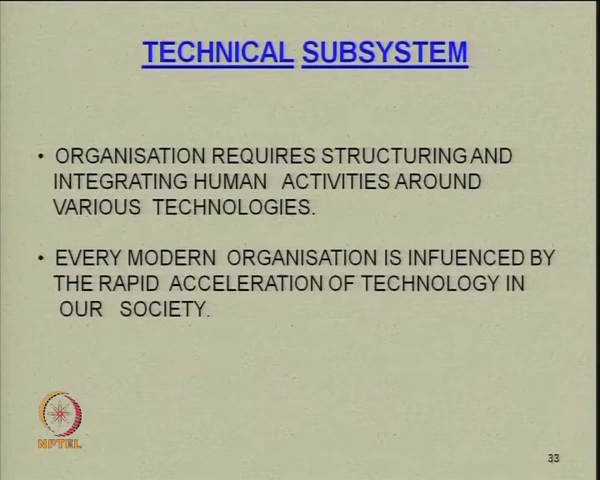 TECHNICAL SUBSYSTEM
• ORGANISATION REQUIRES STRUCTURING AND
INTEGRATING HUMAN ACTIVITIES AROUND
VARIOUS TECHNOLOGIES.
• EVERY MODERN ORGANISATION IS INFUENCED BY
THE RAPID ACCELERATION OF TECHNOLOGY IN
OUR SOCIETY.
NPTEL
33